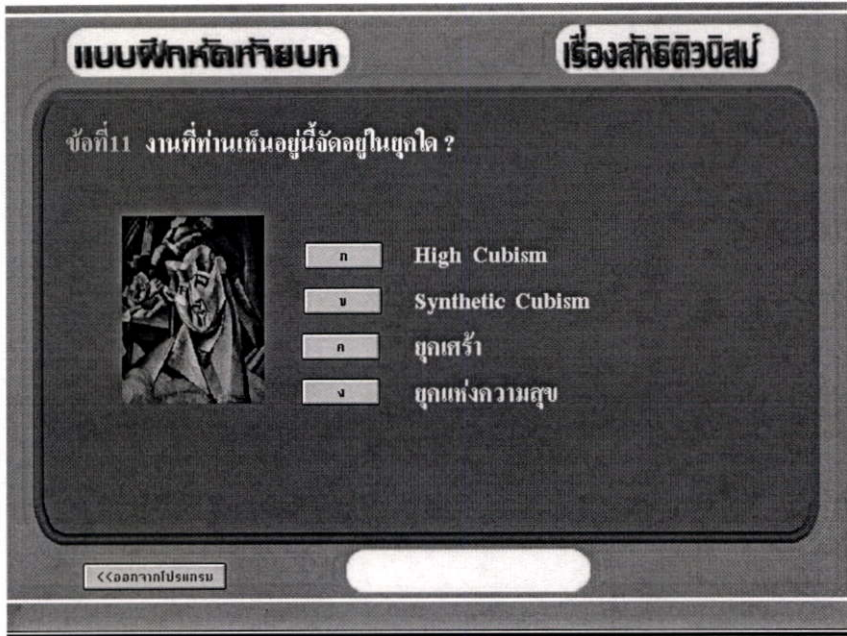 แบบฝึกหัดท้ายบท
เรื่องลัทธิคิวบิสม์
ข้อที่11 งานที่ท่านเห็นอยู่นี้จัดอยู่ในยุคใด ?
ก High Cubism
ข Synthetic Cubism
ค ยุคเศร้า
ง ยุคแห่งความสุข
<<ออกจากโปรแกรม